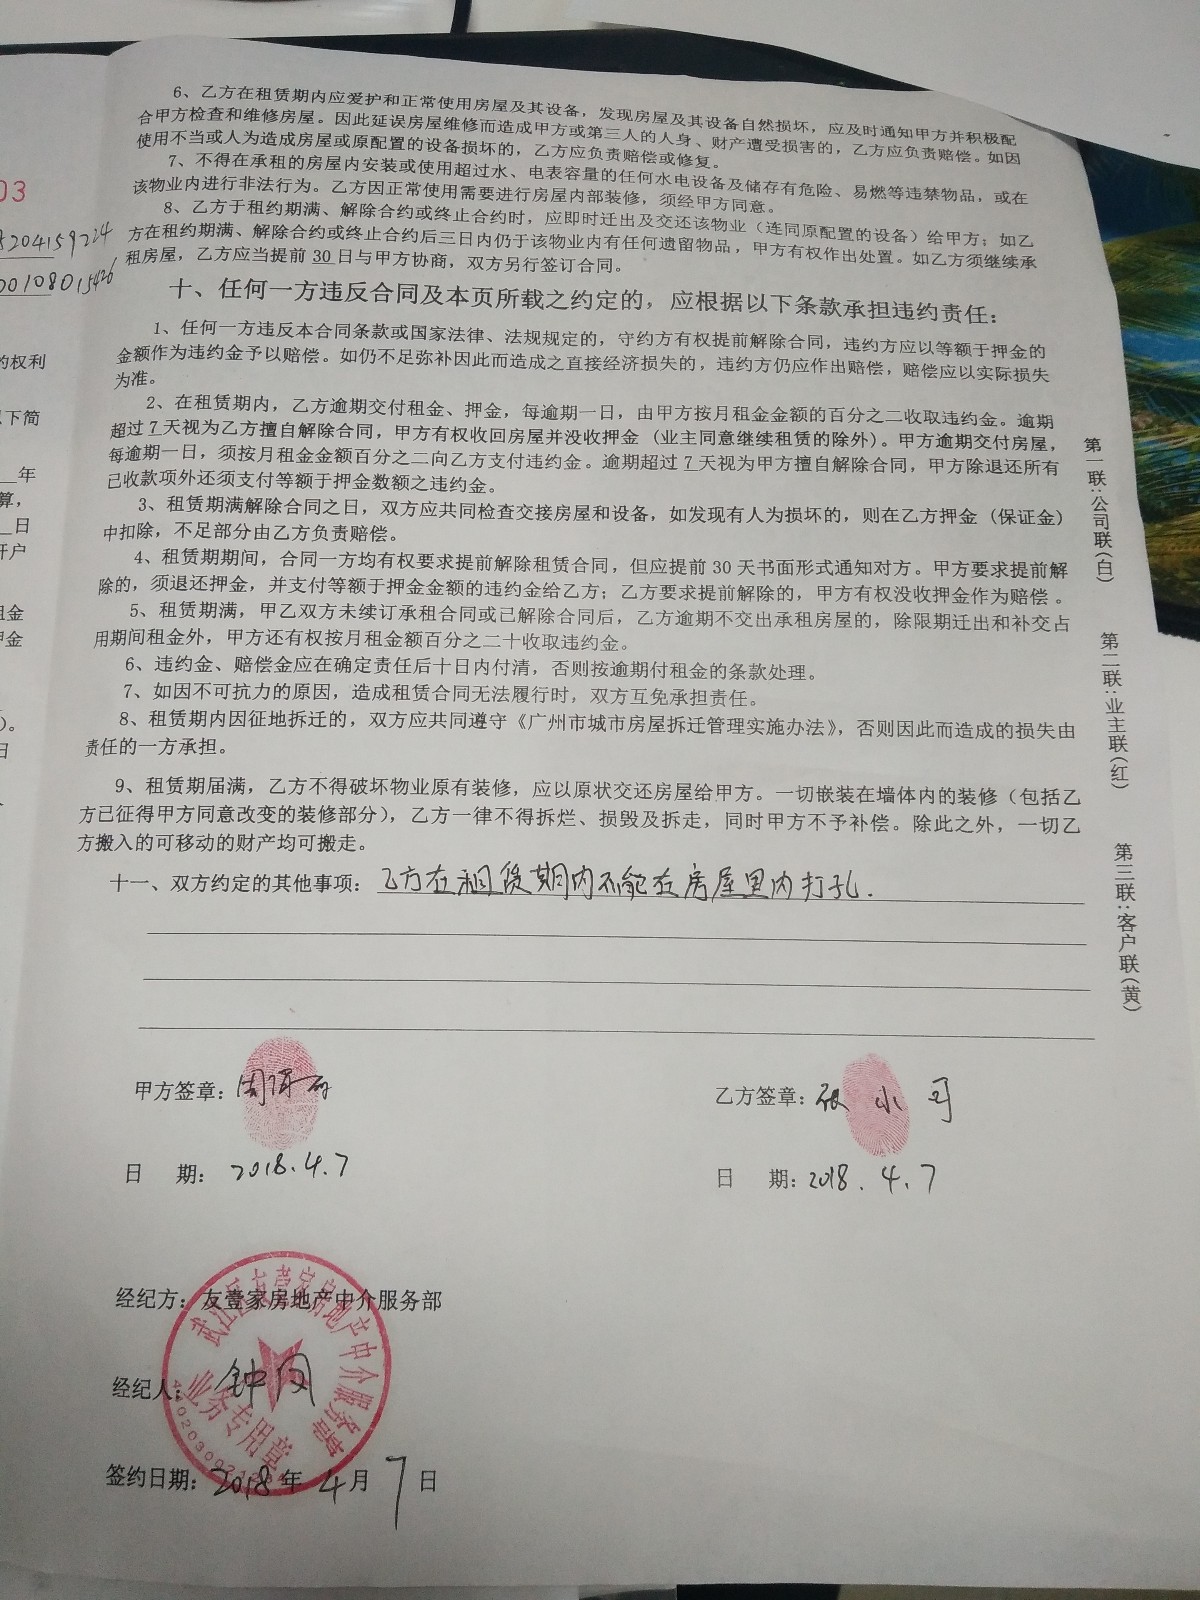 6、乙方在租赁期内应爱护和正常使用房屋及其设备，发现房屋及其设备自然损坏，应及时通知甲方并积极配
合甲方检查和维修房屋。因此延误房屋维修而造成甲方或第三人的人身、财产遭受损害的，乙方应负责赔偿。如因
使用不当或人为造成房屋或原配置的设备损坏的，乙方应负责赔偿或修复。
7、不得在承租的房屋内安装或使用超过水、电表容量的任何水电设备及储存有危险、易燃等违禁物品，或在
该物业内进行非法行为。乙方因正常使用需要进行房屋内部装修，须经甲方同意。
8、乙方于租约期满、解除合约或终止合约时，应即时迁出及交还该物业（连同原配置的设备）给甲方；如乙
方在租约期满、解除合约或终止合约后三日内仍于该物业内有任何遗留物品，甲方有权作出处置。如乙方须继续承
租房屋，乙方应当提前 30 日与甲方协商，双方另行签订合同。
十、任何一方违反合同及本页所载之约定的，应根据以下条款承担违约责任：
1、任何一方违反本合同条款或国家法律、法规规定的，守约方有权提前解除合同，违约方应以等额于押金的
金额作为违约金予以赔偿。如仍不足弥补因此而造成之直接经济损失的，违约方仍应作出赔偿，赔偿应以实际损失
为准。
2、在租赁期内，乙方逾期交付租金、押金，每逾期一日，由甲方按月租金金额的百分之二收取违约金。逾期
超过 7 天视为乙方擅自解除合同，甲方有权收回房屋并没收押金（业主同意继续租赁的除外）。甲方逾期交付房屋，
每逾期一日，须按月租金金额百分之二向乙方支付违约金。逾期超过 7 天视为甲方擅自解除合同，甲方除退还所有
已收款项外还须支付等额于押金数额之违约金。
3、租赁期满解除合同之日，双方应共同检查交接房屋和设备，如发现有人为损坏的，则在乙方押金（保证金）
中扣除，不足部分由乙方负责赔偿。
4、租赁期期间，合同一方均有权要求提前解除租赁合同，但应提前 30 天书面形式通知对方。甲方要求提前解
除的，须退还押金，并支付等额于押金金额的违约金给乙方；乙方要求提前解除的，甲方有权没收押金作为赔偿 。
5、租赁期满，甲乙双方未续订承租合同或已解除合同后，乙方逾期不交出承租房屋的，除限期迁出和补交占
用期间租金外，甲方还有权按月租金额百分之二十收取违约金。
6、违约金、赔偿金应在确定责任后十日内付清，否则按逾期付租金的条款处理。
7、如因不可抗力的原因，造成租赁合同无法履行时，双方互免承担责任。
8、租赁期内因征地拆迁的，双方应共同遵守《广州市城市房屋拆迁管理实施办法》，否则因此而造成的损失由
责任的一方承担。
9、租赁期届满，乙方不得破坏物业原有装修，应以原状交还房屋给甲方。一切嵌装在墙体内的装修（包括乙
方已征得甲方同意改变的装修部分），乙方一律不得拆烂、损毁及拆走，同时甲方不予补偿。除此之外，一切乙
方搬入的可移动的财产均可搬走。
十一、双方约定的其他事项：乙方在租赁期内不能在房屋里内打孔.
第一联：公司联（白）
第二联：业主联（红）
第三联：客户联（黄）
甲方签章：
乙方签章：
日 期：2018.4.7
日 期：2018.4.7
经纪方：友壹家房地产中介服务部
经纪人：钟
签约日期：2018年4月7日
武江区友壹家房地产中介服务部
业务专用章
03
204159224
00108015426
的权利
以下简
年
算，
日
开户
租金
押金
日